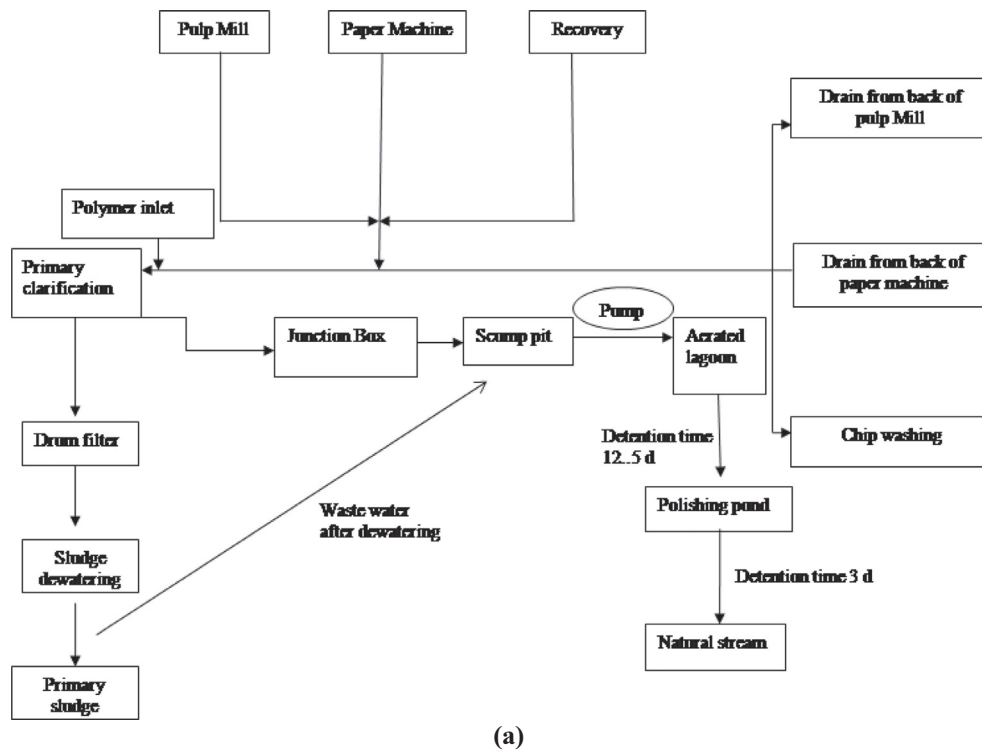 Pulp Mill
Paper Machine
Recovery
Drain from back of
pulp Mill
Polymer inlet
Primary
clarification
Drain from back of
paper machine
Pump
Junction Box
Scump pit
Aerated
lagoon
Drum filter
Detention time
12..5 d
Chip washing
Waste water
after dewatering
Polishing pond
Sludge
dewatering
Detention time 3 d
Natural stream
Primary
sludge
(a)